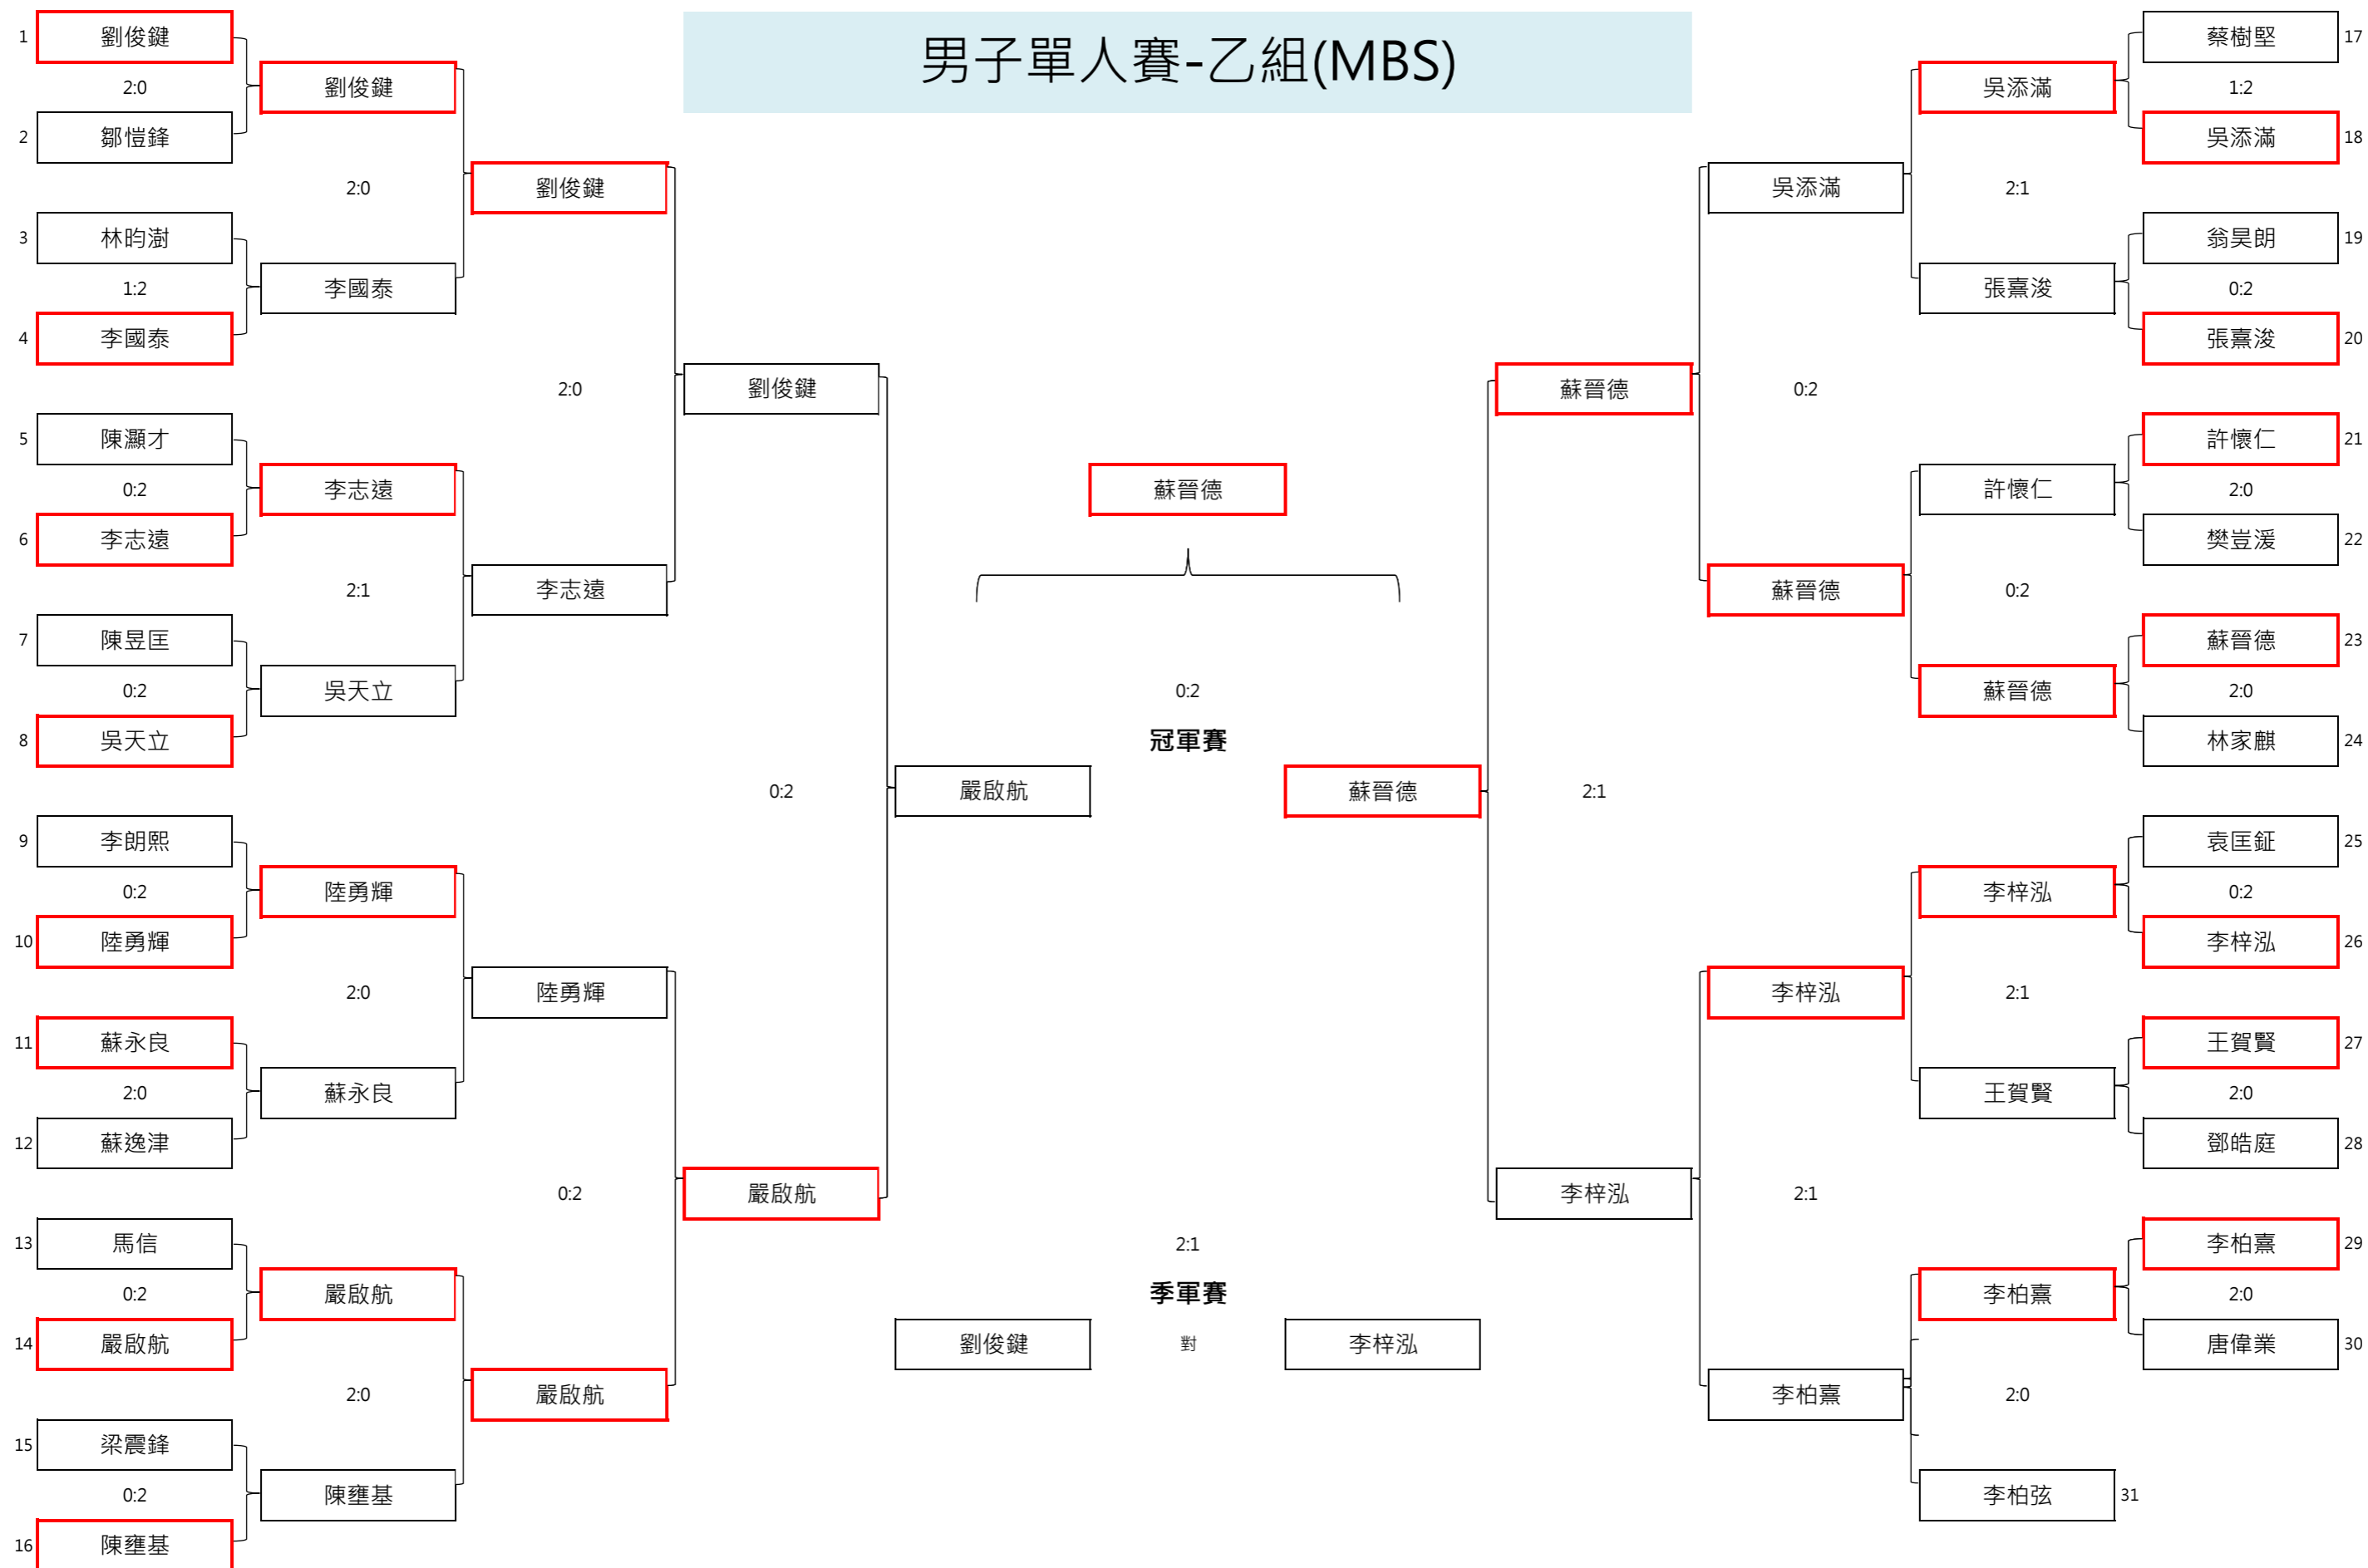 男子單人賽-乙組(MBS)
1 劉俊鍵
2:0
2 鄒愷鋒
3 林昀澍
1:2
4 李國泰
5 陳灝才
0:2
6 李志遠
7 陳昱匡
0:2
8 吳天立
9 李朗熙
0:2
10 陸勇輝
11 蘇永良
2:0
12 蘇逸津
13 馬信
0:2
14 嚴啟航
15 梁震鋒
0:2
16 陳壅基
劉俊鍵
2:0
李國泰
李志遠
2:1
吳天立
陸勇輝
2:0
蘇永良
嚴啟航
2:0
陳壅基
劉俊鍵
2:0
李志遠
陸勇輝
0:2
嚴啟航
劉俊鍵
0:2
嚴啟航
蘇晉德
0:2
冠軍賽
嚴啟航
蘇晉德
2:1
季軍賽
劉俊鍵 對 李梓泓
蘇晉德
2:1
李梓泓
吳添滿
0:2
蘇晉德
李梓泓
2:1
李柏熹
吳添滿
2:1
張熹浚
許懷仁
0:2
蘇晉德
李梓泓
2:1
王賀賢
李柏熹
2:0
李柏弦 31
蔡樹堅 17
1:2
吳添滿 18
翁昊朗 19
0:2
張熹浚 20
許懷仁 21
2:0
樊豈湲 22
蘇晉德 23
2:0
林家麒 24
袁匡鉦 25
0:2
李梓泓 26
王賀賢 27
2:0
鄧皓庭 28
李柏熹 29
2:0
唐偉業 30